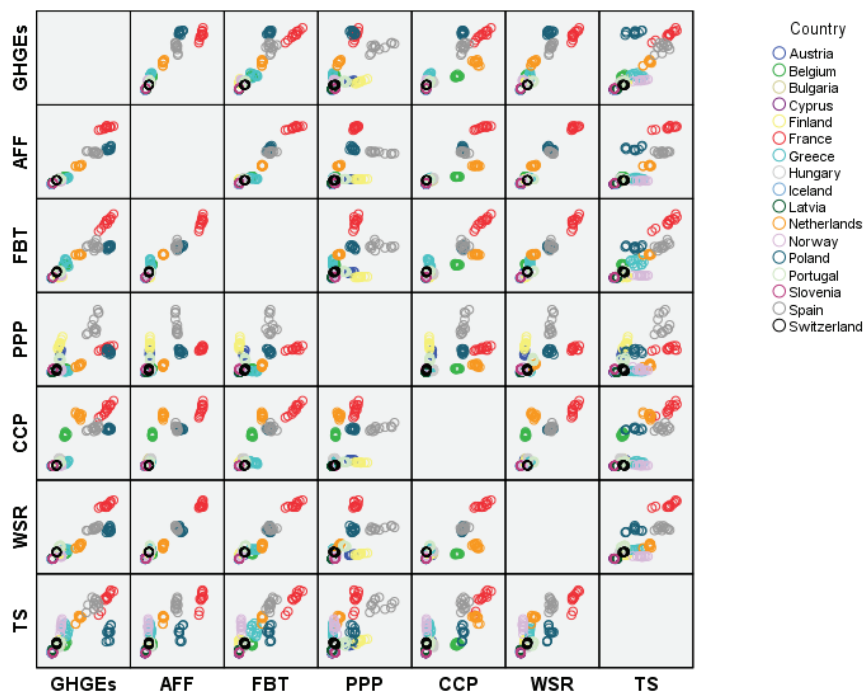 GHGEs
AFF
FBT
PPP
CCP
WSR
TS
GHGEs AFF FBT PPP CCP WSR TS
Country
Austria
Belgium
Bulgaria
Cyprus
Finland
France
Greece
Hungary
Iceland
Latvia
Netherlands
Norway
Poland
Portugal
Slovenia
Spain
Switzerland